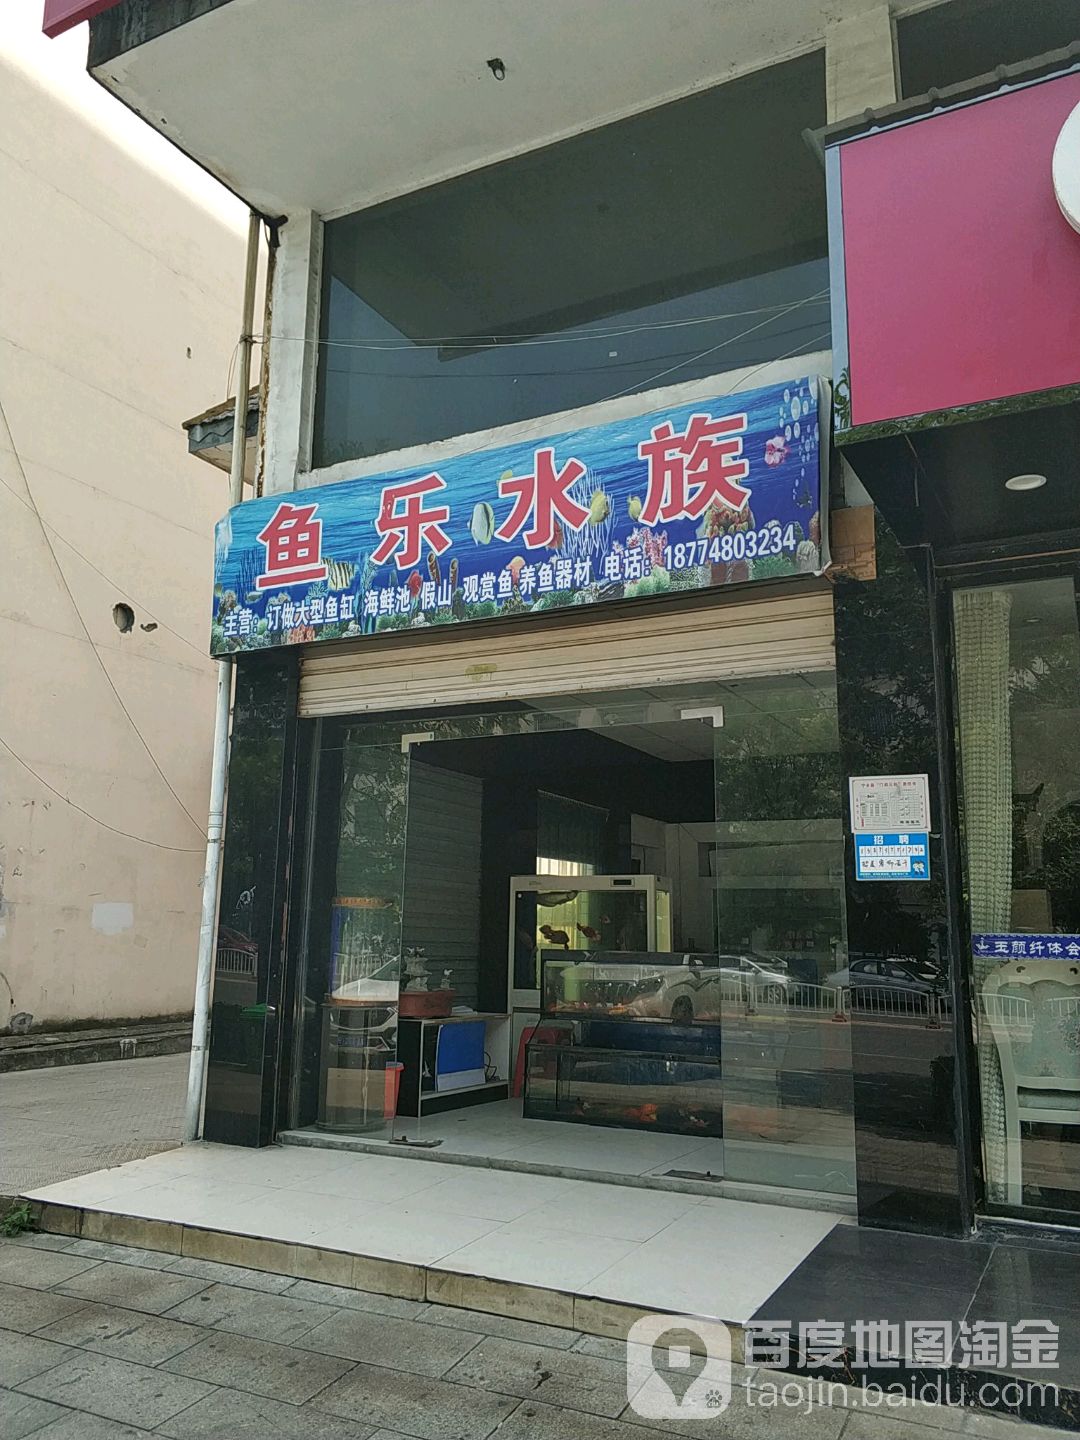 鱼乐水族
主营：订做大型鱼缸 海鲜池 假山 观赏鱼 养鱼器材 电话：18774803234
招聘
玉颜纤体会
百度地图淘金
taojin.baidu.com